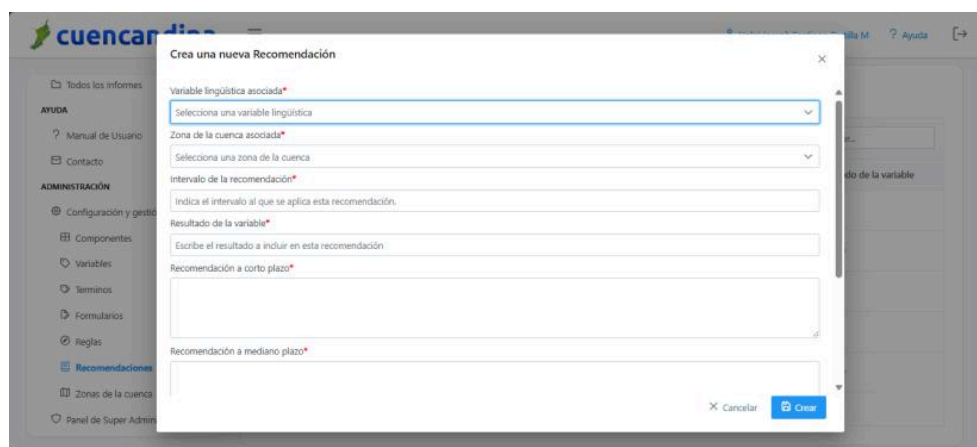 cuencandina
Ayuda
Crea una nueva Recomendación
Todos los informes
AYUDA
Manual de Usuario
Contacto
ADMINISTRACIÓN
Configuración y gestió
Componentes
Variables
Terminos
Formularios
Reglas
Recomendaciones
Zonas de la cuenca
Panel de Super Admin
Variable lingüística asociada*
Selecciona una variable lingüística
Zona de la cuenca asociada*
Selecciona una zona de la cuenca
Intervalo de la recomendación*
Indica el intervalo al que se aplica esta recomendación.
Resultado de la variable*
Escribe el resultado a incluir en esta recomendación
Recomendación a corto plazo*
Recomendación a mediano plazo*
do de la variable
Cancelar
Crear